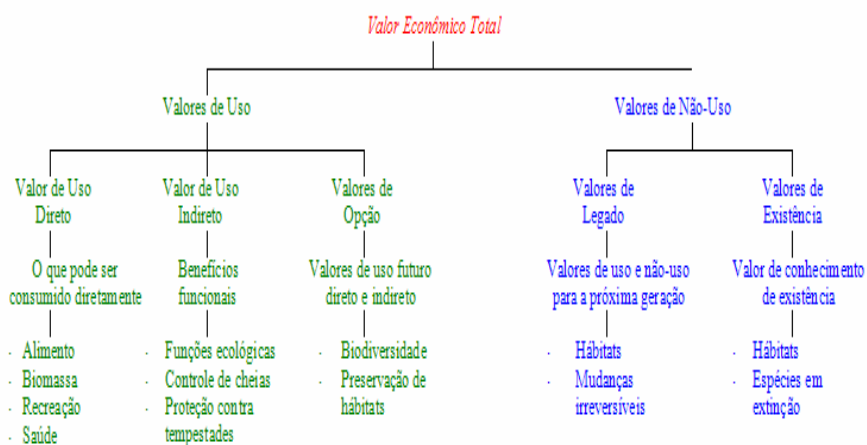 Valor Econômico Total
Valores de Uso
Valores de Não-Uso
Valor de Uso
Direto
Valor de Uso
Indireto
Valores de
Opção
Valores de
Legado
Valores de
Existência
O que pode ser
consumido diretamente
Benefícios
funcionais
Valores de uso futuro
direto e indireto
Valores de uso e não-uso
para a próxima geração
Valor de conhecimento
de existência
· Alimento
· Biomassa
· Recreação
· Saúde
· Funções ecológicas
· Controle de cheias
· Proteção contra
tempestades
· Biodiversidade
· Preservação de
hábitats
· Hábitats
· Mudanças
irreversíveis
· Hábitats
· Espécies em
extinção